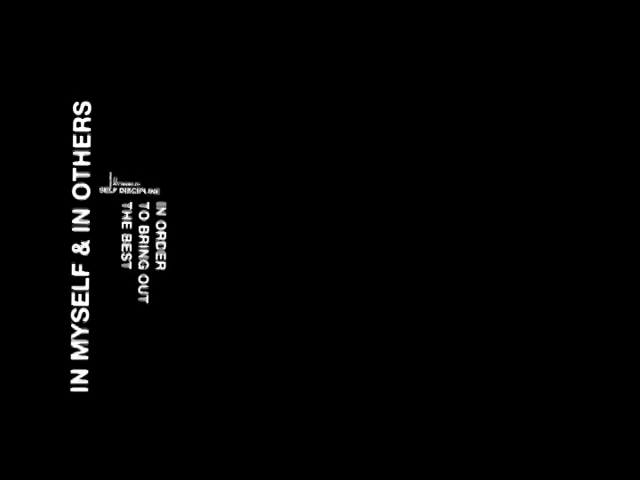 SELF DISCIPLINE
IN ORDER
TO BRING OUT
THE BEST
IN MYSELF & IN OTHERS